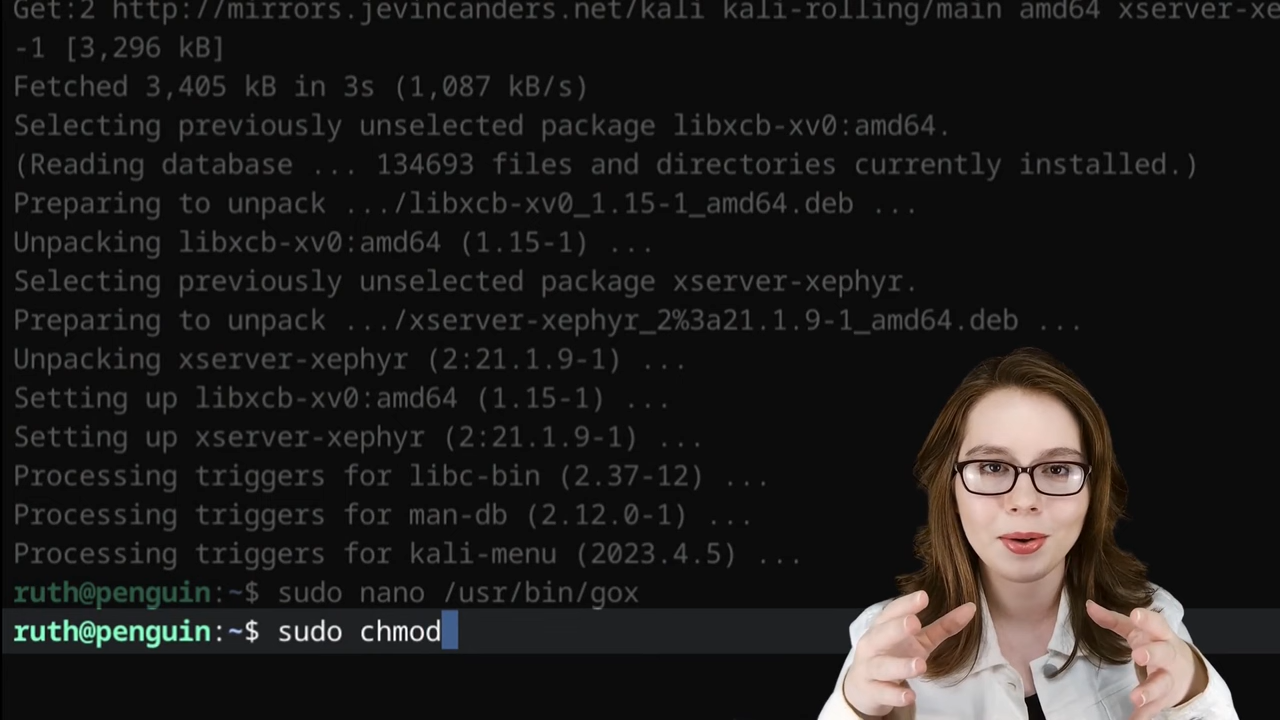 Get:2 http://mirrors.jevincanders.net/kali kali-rolling/main amd64 xserver-xe
-1 [3,296 kB]
Fetched 3,405 kB in 3s (1,087 kB/s)
Selecting previously unselected package libxcb-xv0:amd64.
(Reading database ... 134693 files and directories currently installed.)
Preparing to unpack .../libxcb-xv0_1.15-1_amd64.deb ...
Unpacking libxcb-xv0:amd64 (1.15-1) ...
Selecting previously unselected package xserver-xephyr.
Preparing to unpack .../xserver-xephyr_2%3a21.1.9-1_amd64.deb ...
Unpacking xserver-xephyr (2:21.1.9-1) ...
Setting up libxcb-xv0:amd64 (1.15-1) ...
Setting up xserver-xephyr (2:21.1.9-1) ...
Processing triggers for libc-bin (2.37-12) ...
Processing triggers for man-db (2.12.0-1) ...
Processing triggers for kali-menu (2023.4.5) ...
ruth@penguin:~$ sudo nano /usr/bin/gox
ruth@penguin:~$ sudo chmod